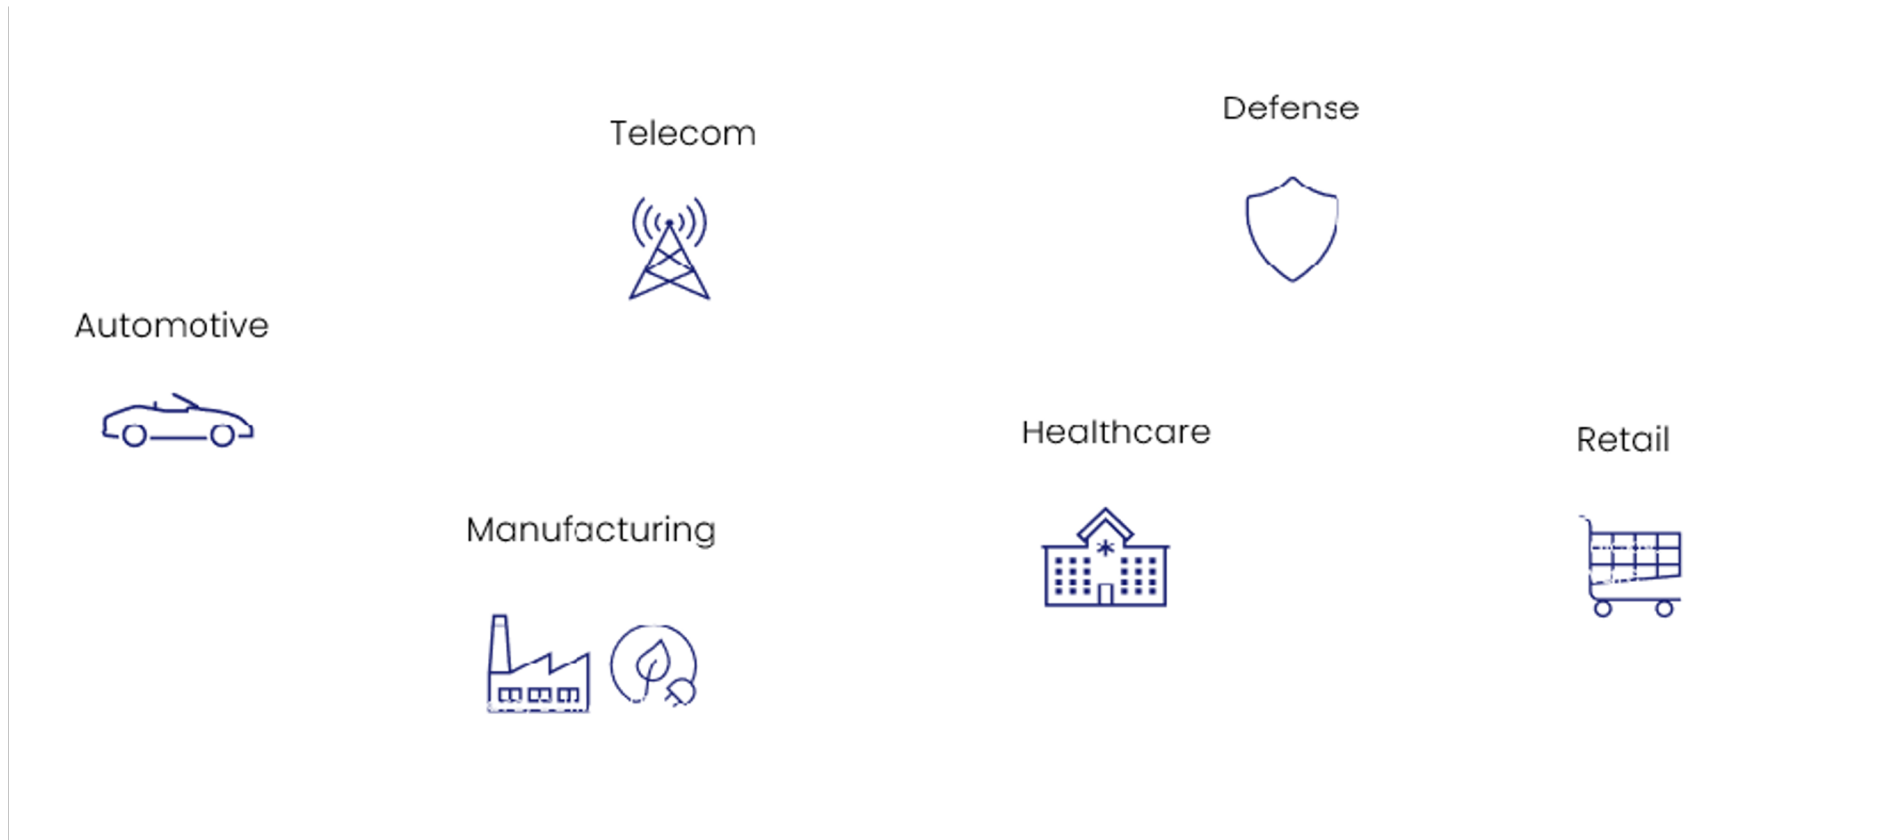 Defense
Telecom
Automotive
Healthcare
Retail
Manufacturing